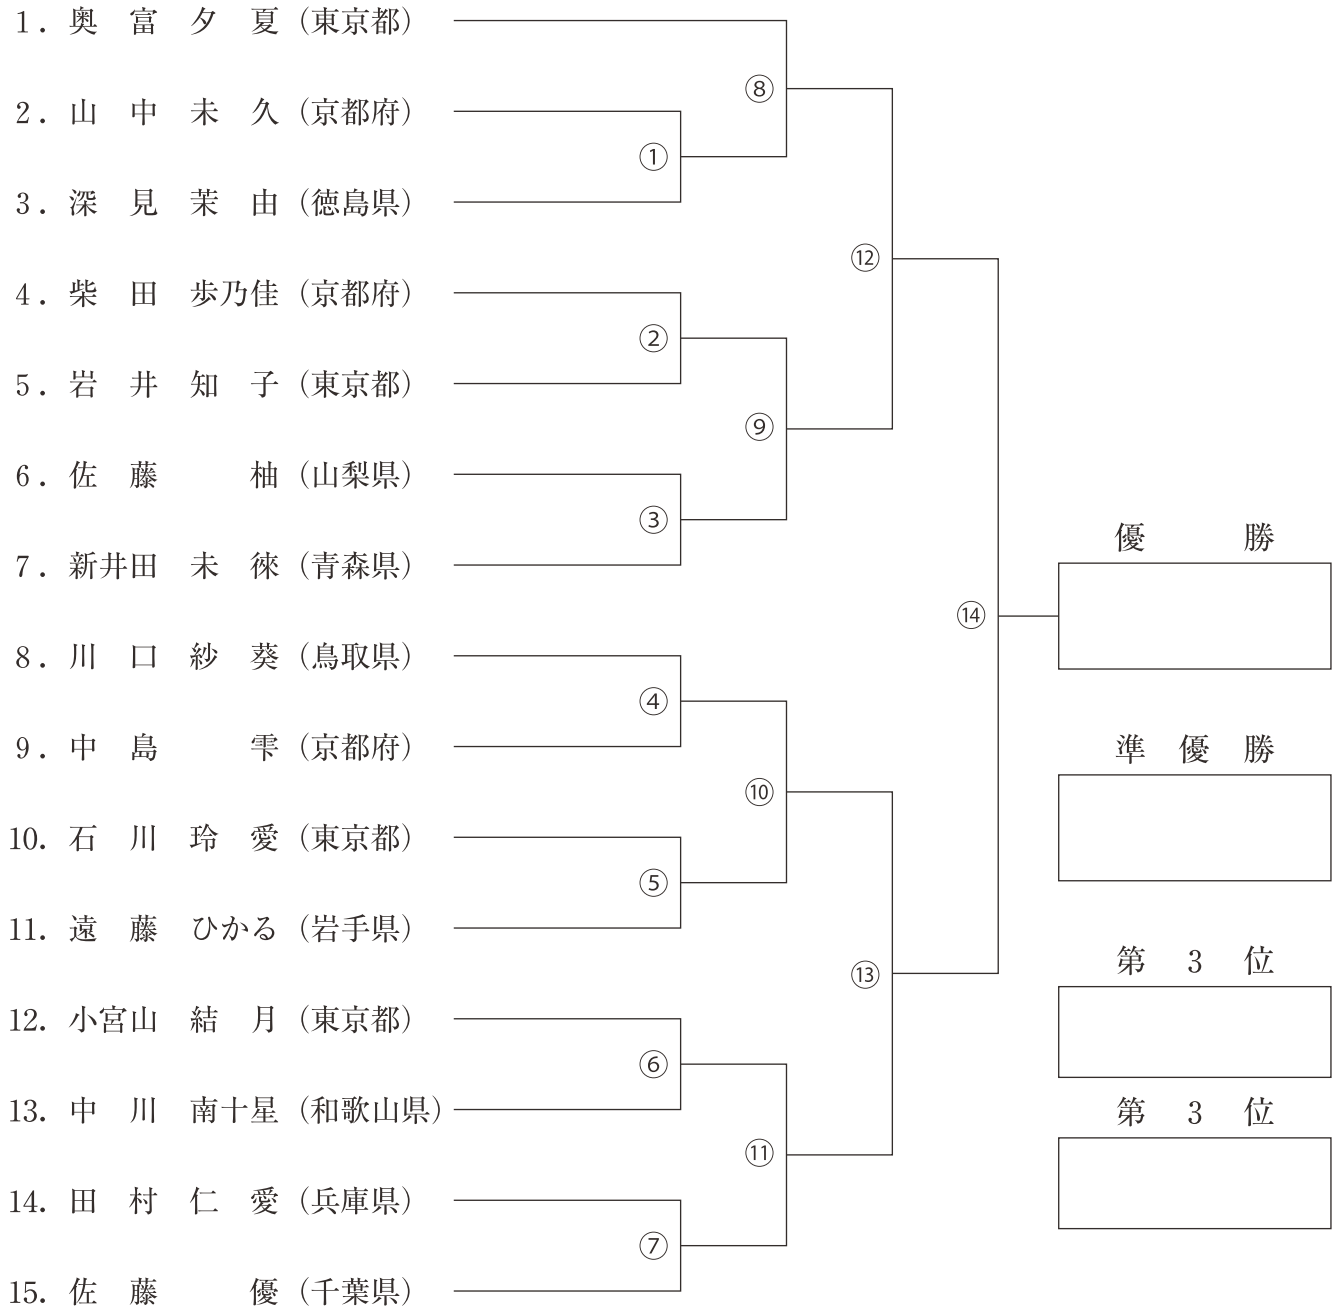 1. 奥富夕夏（東京都）
2. 山中未久（京都府）
3. 深見茉由（徳島県）
4. 柴田歩乃佳（京都府）
5. 岩井知子（東京都）
6. 佐藤柚（山梨県）
7. 新井田未徠（青森県）
8. 川口紗葵（鳥取県）
9. 中島雫（京都府）
10. 石川玲愛（東京都）
11. 遠藤ひかる（岩手県）
12. 小宮山結月（東京都）
13. 中川南十星（和歌山県）
14. 田村仁愛（兵庫県）
15. 佐藤優（千葉県）
①
②
③
④
⑤
⑥
⑦
⑧
⑨
⑩
⑪
⑫
⑬
⑭
優勝
準優勝
第3位
第3位